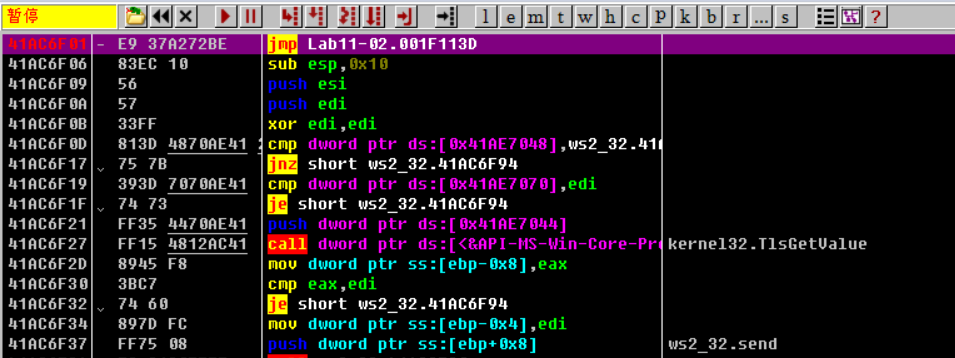 暂停 l e m t w h c p k b r ... s ?
41AC6F01 - E9 37A272BE jmp Lab11-02.001F113D
41AC6F06 83EC 10 sub esp,0x10
41AC6F09 56 push esi
41AC6F0A 57 push edi
41AC6F0B 33FF xor edi,edi
41AC6F0D 813D 4870AE41 2 cmp dword ptr ds:[0x41AE7048],ws2_32.41
41AC6F17 75 7B jnz short ws2_32.41AC6F94
41AC6F19 393D 7070AE41 cmp dword ptr ds:[0x41AE7070],edi
41AC6F1F 74 73 je short ws2_32.41AC6F94
41AC6F21 FF35 4470AE41 push dword ptr ds:[0x41AE7044]
41AC6F27 FF15 4812AC41 call dword ptr ds:[<&API-MS-Win-Core-Pro kernel32.TlsGetValue
41AC6F2D 8945 F8 mov dword ptr ss:[ebp-0x8],eax
41AC6F30 3BC7 cmp eax,edi
41AC6F32 74 60 je short ws2_32.41AC6F94
41AC6F34 897D FC mov dword ptr ss:[ebp-0x4],edi
41AC6F37 FF75 08 push dword ptr ss:[ebp+0x8] ws2_32.send